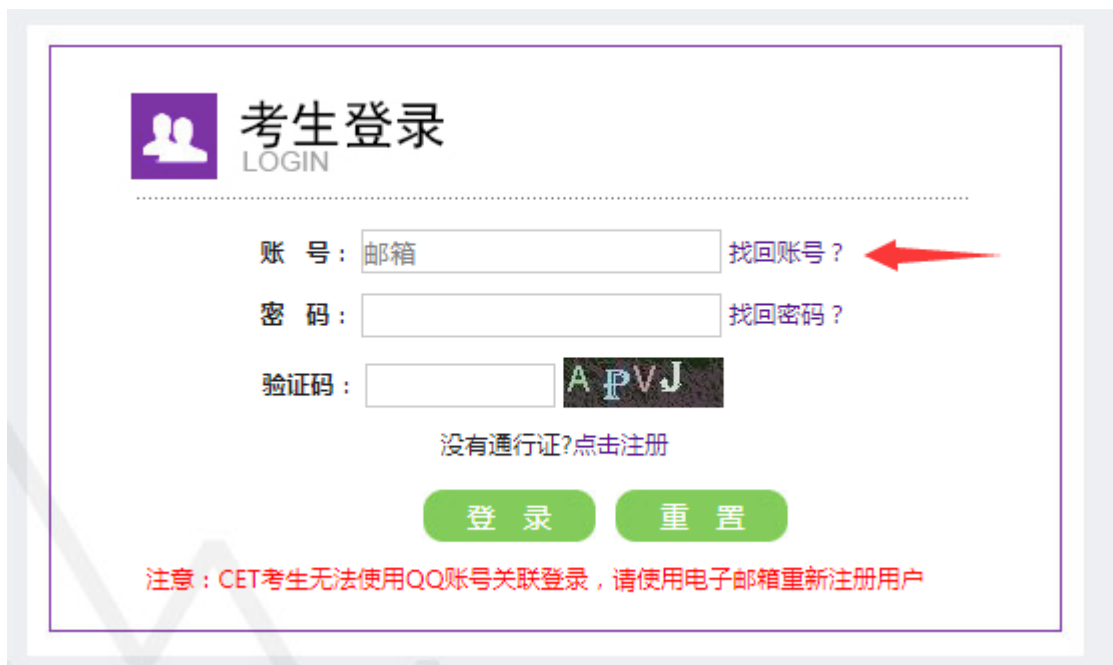 考生登录
LOGIN
账 号：邮箱 找回账号？
密 码： 找回密码？
验证码： A P V J
没有通行证?点击注册
登 录 重 置
注意：CET考生无法使用QQ账号关联登录，请使用电子邮箱重新注册用户